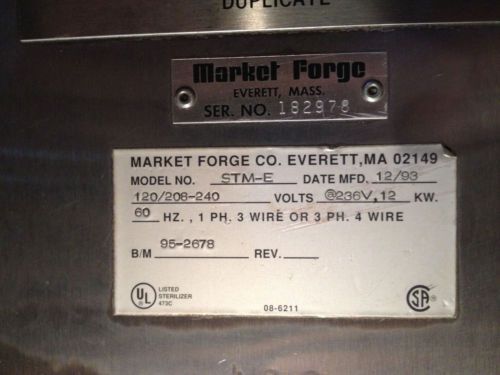 DUPLICATE
Market Forge
EVERETT, MASS.
SER. NO. 182978
MARKET FORGE CO. EVERETT, MA 02149
MODEL NO. STM-E DATE MFD. 12/93
120/208-240 VOLTS @236V, 12 KW.
60 HZ., 1 PH. 3 WIRE OR 3 PH. 4 WIRE
B/M 95-2678 REV.
UL LISTED
STERILIZER
473C
08-6211
SA